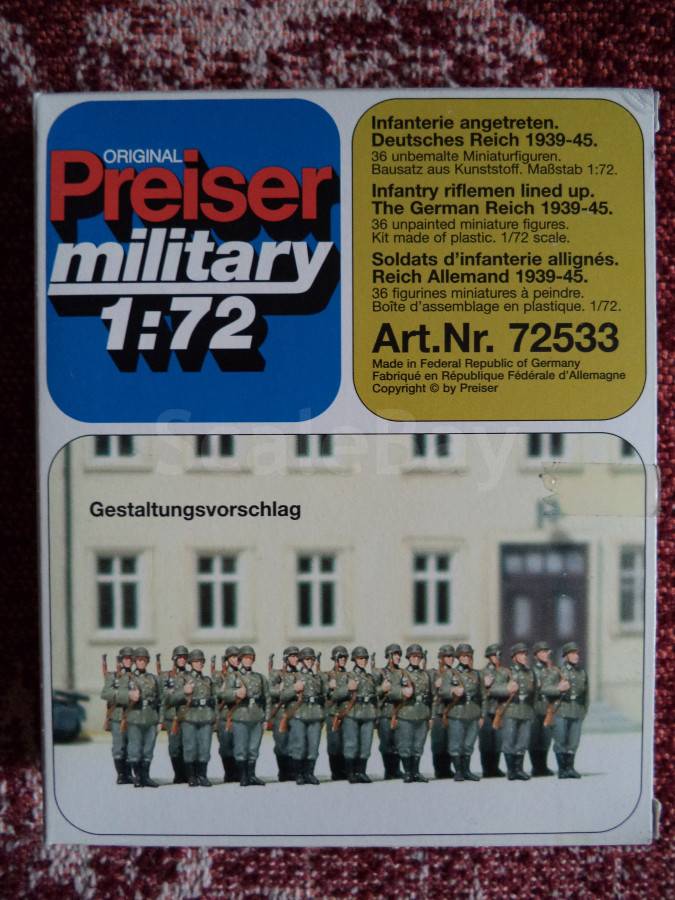 ORIGINAL
Preiser
military
1:72
Infanterie angetreten.
Deutsches Reich 1939-45.
36 unbemalte Miniaturfiguren.
Bausatz aus Kunststoff. Maßstab 1:72.
Infantry riflemen lined up.
The German Reich 1939-45.
36 unpainted miniature figures.
Kit made of plastic. 1/72 scale.
Soldats d'infanterie allignés.
Reich Allemand 1939-45.
36 figurines miniatures à peindre.
Boîte d'assemblage en plastique. 1/72.
Art.Nr. 72533
Made in Federal Republic of Germany
Fabriqué en République Fédérale d'Allemagne
Copyright © by Preiser
ScaleBay
Gestaltungsvorschlag